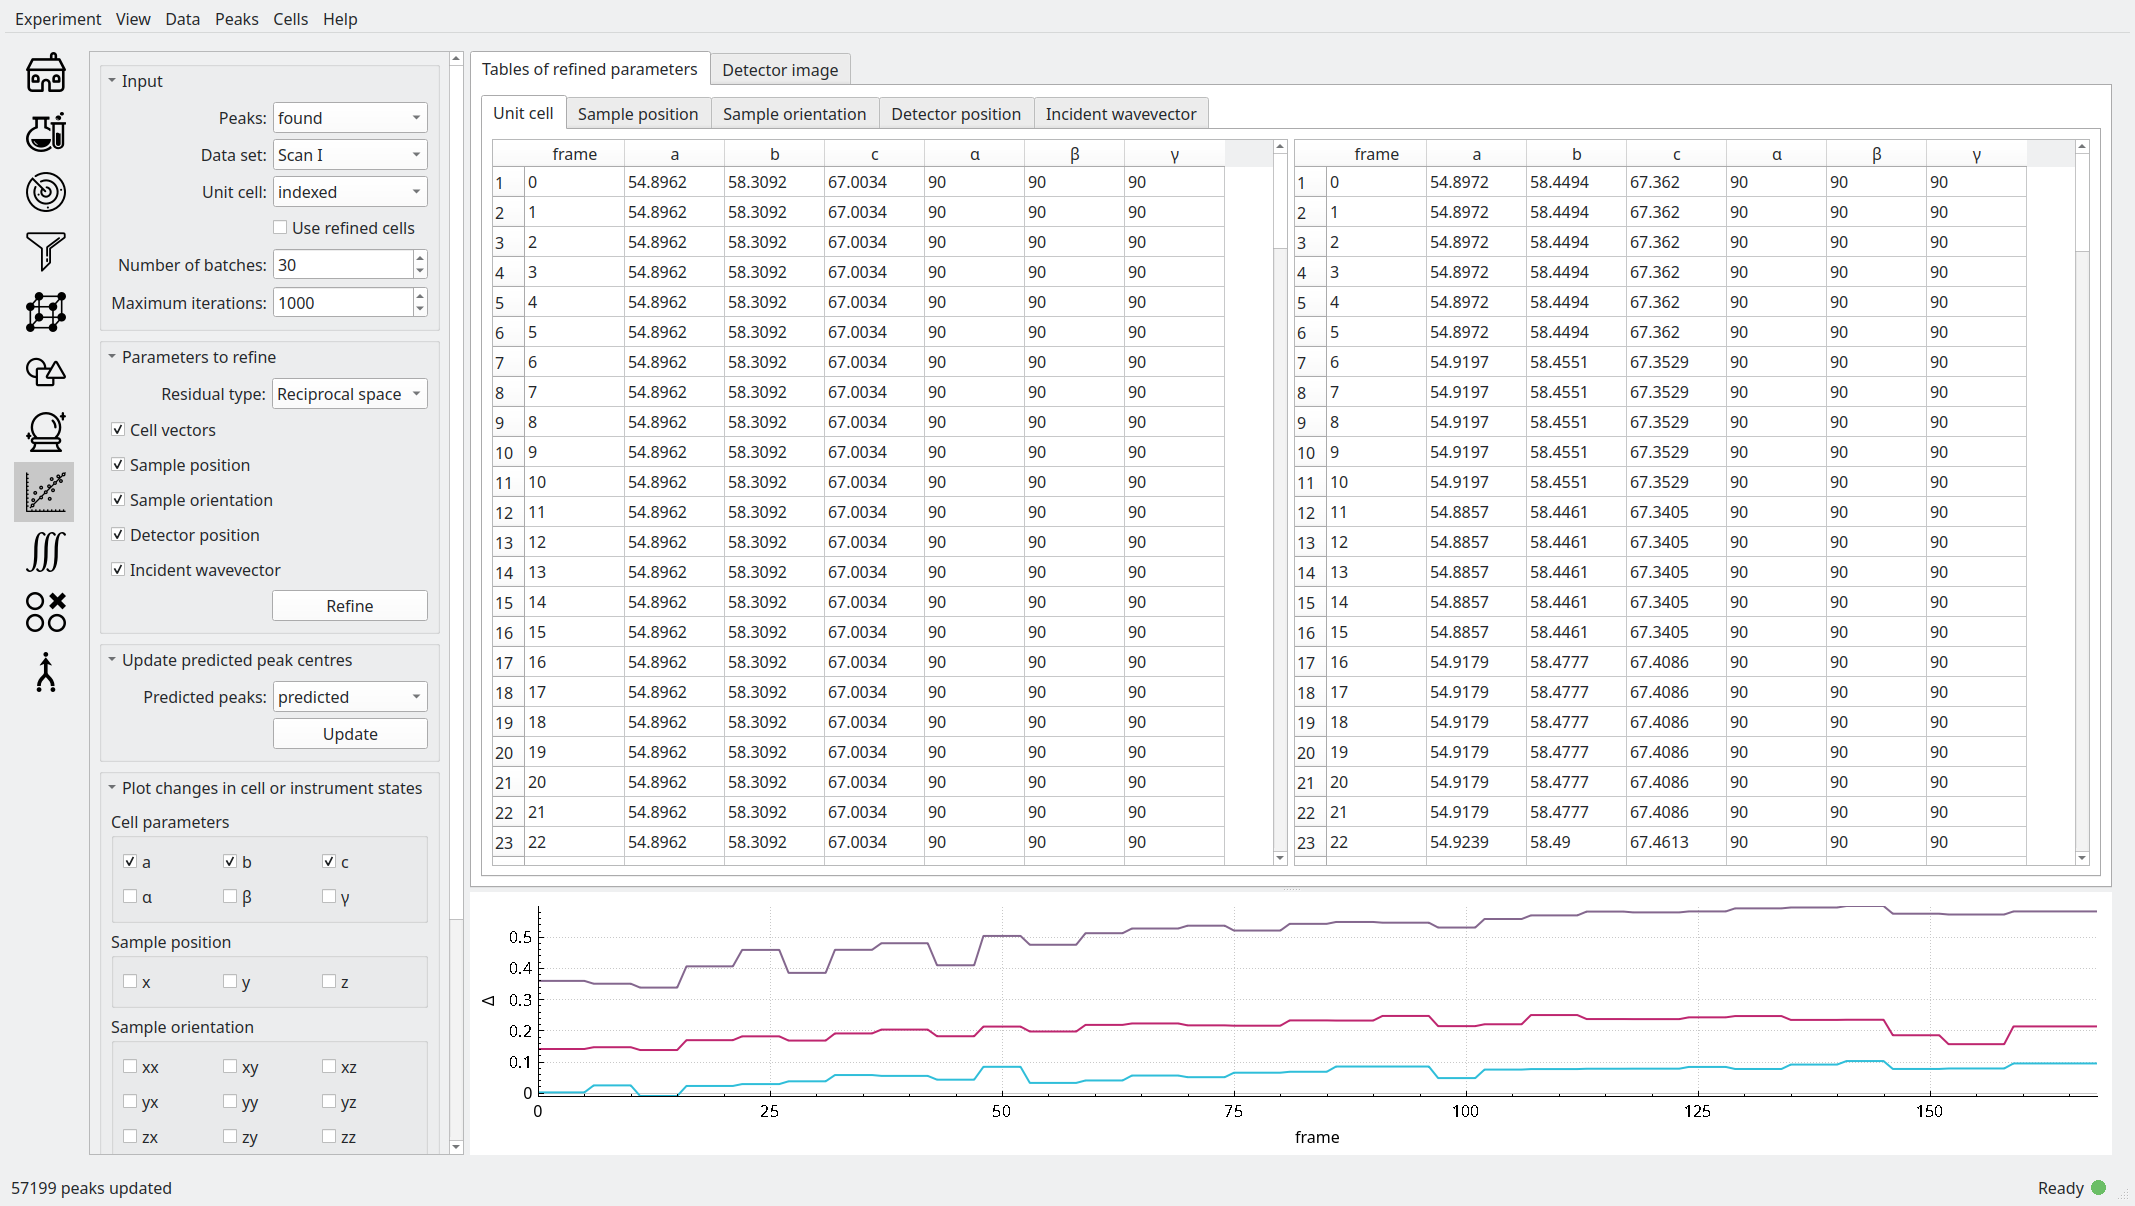 Experiment View Data Peaks Cells Help
Input
Peaks: found
Data set: Scan I
Unit cell: indexed
Use refined cells
Number of batches: 30
Maximum iterations: 1000
Parameters to refine
Residual type: Reciprocal space
Cell vectors
Sample position
Sample orientation
Detector position
Incident wavevector
Refine
Update predicted peak centres
Predicted peaks: predicted
Update
Plot changes in cell or instrument states
Cell parameters
a b c
α β γ
Sample position
x y z
Sample orientation
xx xy xz
yx yy yz
zx zy zz
Tables of refined parameters Detector image
Unit cell Sample position Sample orientation Detector position Incident wavevector
frame a b c α β γ
1 0 54.8962 58.3092 67.0034 90 90 90
2 1 54.8962 58.3092 67.0034 90 90 90
3 2 54.8962 58.3092 67.0034 90 90 90
4 3 54.8962 58.3092 67.0034 90 90 90
5 4 54.8962 58.3092 67.0034 90 90 90
6 5 54.8962 58.3092 67.0034 90 90 90
7 6 54.8962 58.3092 67.0034 90 90 90
8 7 54.8962 58.3092 67.0034 90 90 90
9 8 54.8962 58.3092 67.0034 90 90 90
10 9 54.8962 58.3092 67.0034 90 90 90
11 10 54.8962 58.3092 67.0034 90 90 90
12 11 54.8962 58.3092 67.0034 90 90 90
13 12 54.8962 58.3092 67.0034 90 90 90
14 13 54.8962 58.3092 67.0034 90 90 90
15 14 54.8962 58.3092 67.0034 90 90 90
16 15 54.8962 58.3092 67.0034 90 90 90
17 16 54.8962 58.3092 67.0034 90 90 90
18 17 54.8962 58.3092 67.0034 90 90 90
19 18 54.8962 58.3092 67.0034 90 90 90
20 19 54.8962 58.3092 67.0034 90 90 90
21 20 54.8962 58.3092 67.0034 90 90 90
22 21 54.8962 58.3092 67.0034 90 90 90
23 22 54.8962 58.3092 67.0034 90 90 90
frame a b c α β γ
1 0 54.8972 58.4494 67.362 90 90 90
2 1 54.8972 58.4494 67.362 90 90 90
3 2 54.8972 58.4494 67.362 90 90 90
4 3 54.8972 58.4494 67.362 90 90 90
5 4 54.8972 58.4494 67.362 90 90 90
6 5 54.8972 58.4494 67.362 90 90 90
7 6 54.9197 58.4551 67.3529 90 90 90
8 7 54.9197 58.4551 67.3529 90 90 90
9 8 54.9197 58.4551 67.3529 90 90 90
10 9 54.9197 58.4551 67.3529 90 90 90
11 10 54.9197 58.4551 67.3529 90 90 90
12 11 54.8857 58.4461 67.3405 90 90 90
13 12 54.8857 58.4461 67.3405 90 90 90
14 13 54.8857 58.4461 67.3405 90 90 90
15 14 54.8857 58.4461 67.3405 90 90 90
16 15 54.8857 58.4461 67.3405 90 90 90
17 16 54.9179 58.4777 67.4086 90 90 90
18 17 54.9179 58.4777 67.4086 90 90 90
19 18 54.9179 58.4777 67.4086 90 90 90
20 19 54.9179 58.4777 67.4086 90 90 90
21 20 54.9179 58.4777 67.4086 90 90 90
22 21 54.9179 58.4777 67.4086 90 90 90
23 22 54.9239 58.49 67.4613 90 90 90
Δ
0.5
0.4
0.3
0.2
0.1
0
0 25 50 75 100 125 150
frame
57199 peaks updated
Ready